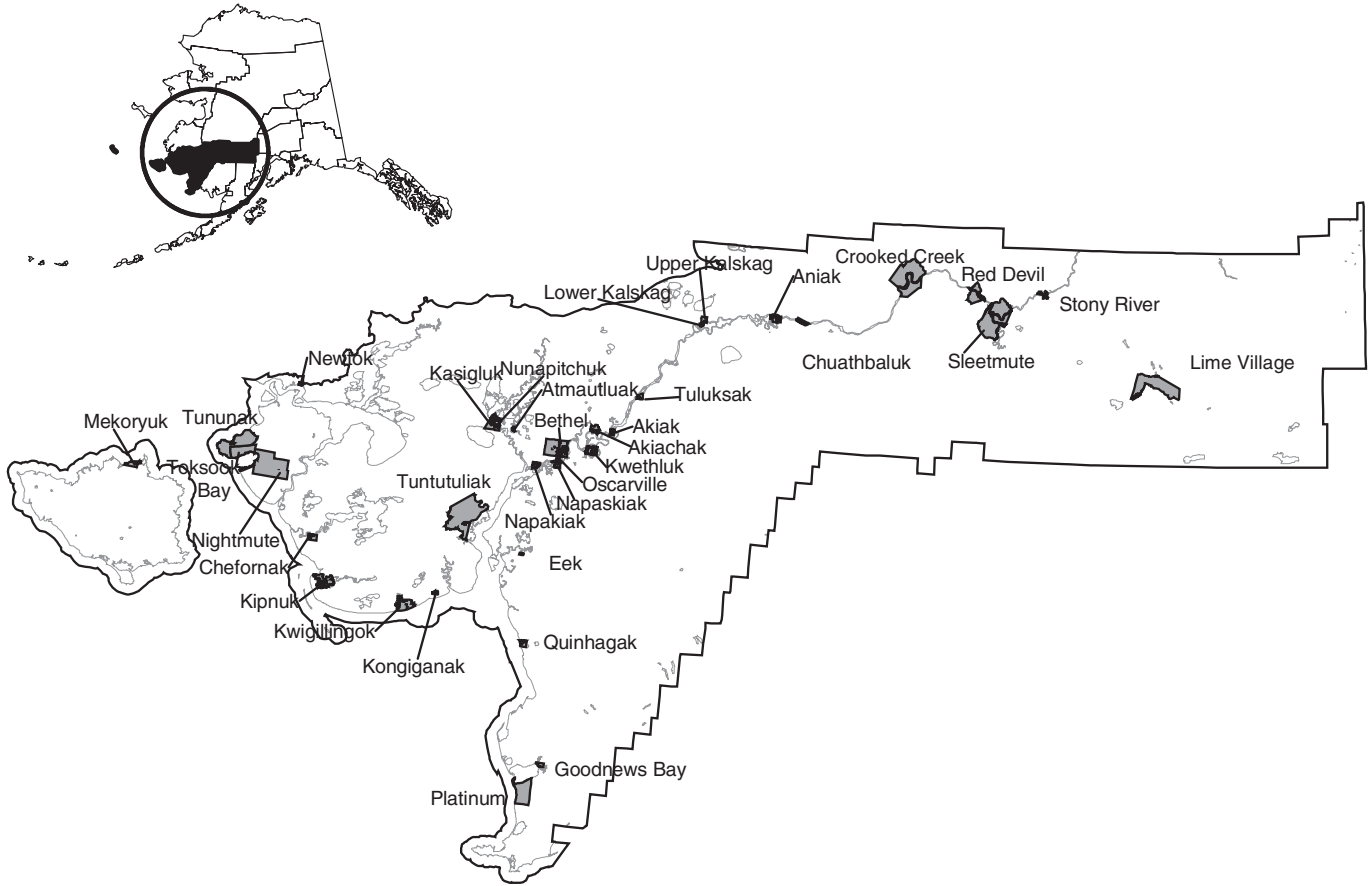 Crooked Creek
Upper Kalskag
Red Devil
Aniak
Lower Kalskag
Stony River
Newtok
Chuathbaluk
Sleetmute
Lime Village
Kasigluk
Nunapitchuk
Atmautluak
Tuluksak
Mekoryuk
Tununak
Bethel
Akiak
Akiachak
Toksook
Bay
Kwethluk
Tuntutuliak
Oscarville
Napaskiak
Napakiak
Nightmute
Chefornak
Eek
Kipnuk
Kwigillingok
Quinhagak
Kongiganak
Goodnews Bay
Platinum